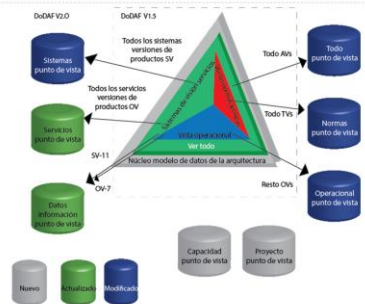 DoDAF V2.O
DoDAF V1.5
Todos los sistemas
versiones de
productos SV
Sistemas
punto de vista
Todos los servicios
versiones de
productos OV
Servicios
punto de vista
SV-11
OV-7
Datos
información
punto de vista
Sistemas de visión servicios
Vista operacional
Ver todo
Núcleo modelo de datos de la arquitectura
Todo AVs
Todo
punto de vista
Todo TVs
Normas
punto de vista
Resto OVs
Operacional
punto de vista
Capacidad
punto de vista
Proyecto
punto de vista
Nuevo
Actualizado
Modificado